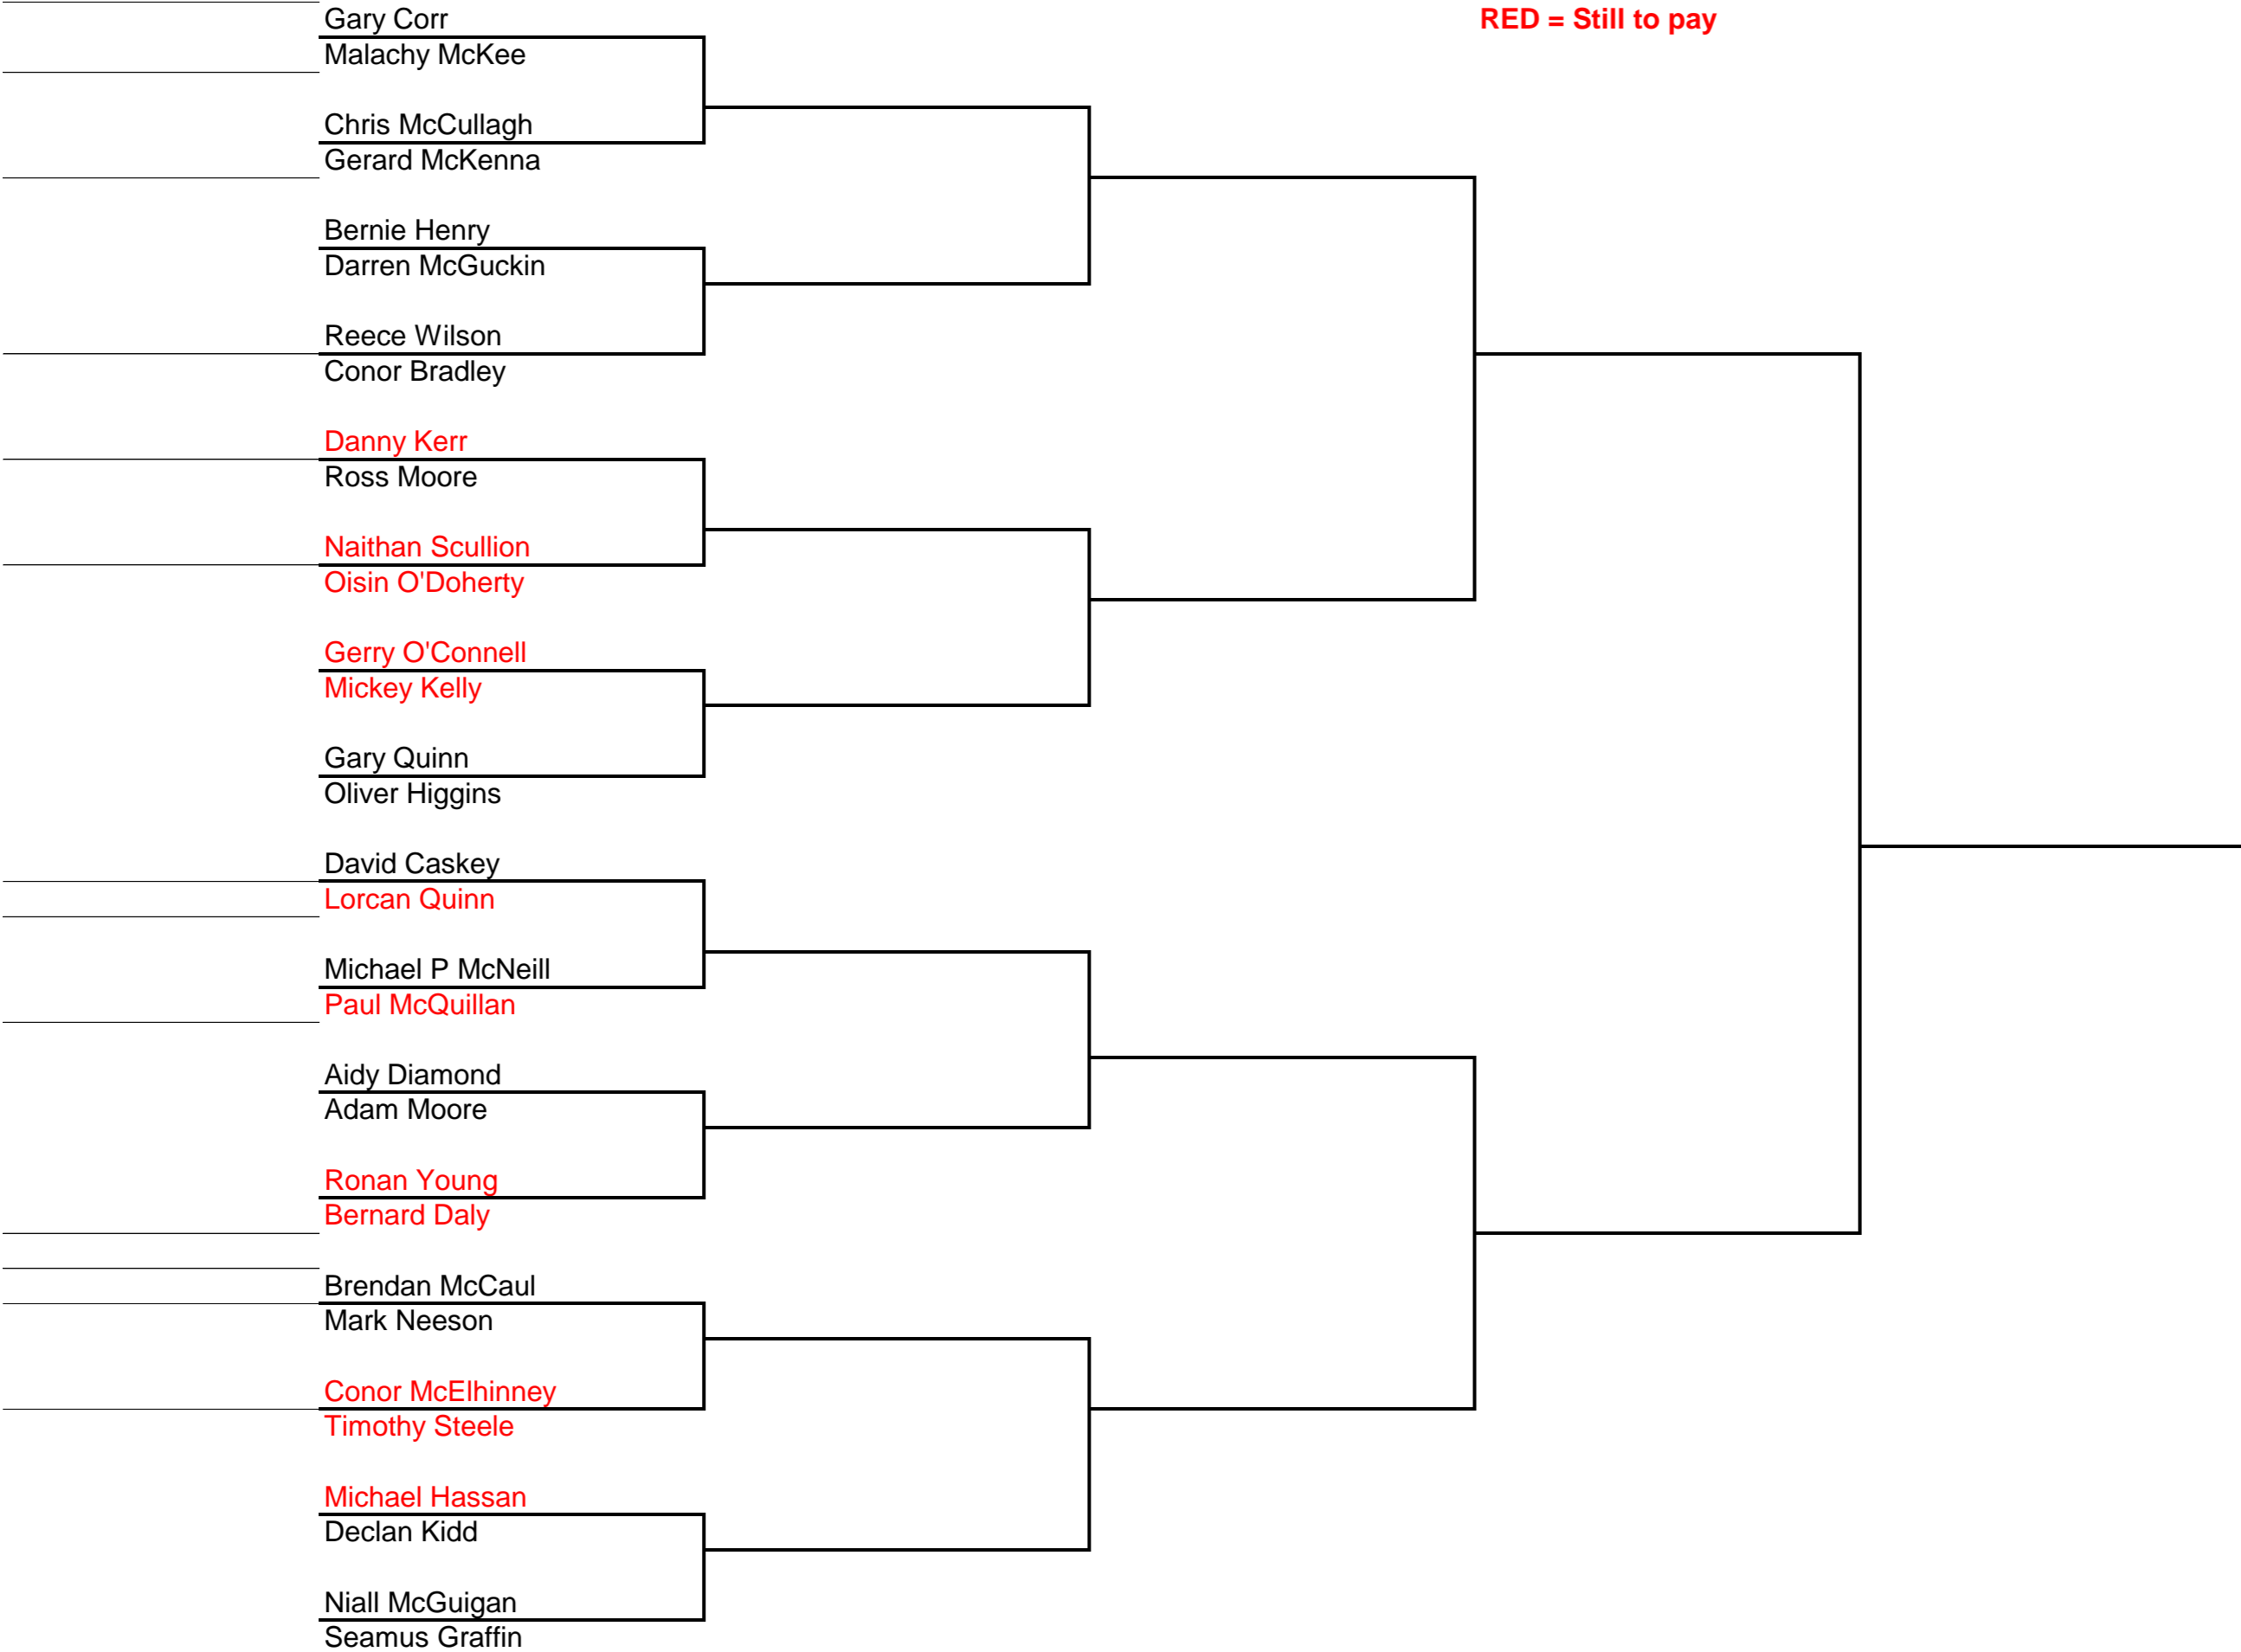 Gary Corr
RED = Still to pay
Malachy McKee
Chris McCullagh
Gerard McKenna
Bernie Henry
Darren McGuckin
Reece Wilson
Conor Bradley
Danny Kerr
Ross Moore
Naithan Scullion
Oisin O'Doherty
Gerry O'Connell
Mickey Kelly
Gary Quinn
Oliver Higgins
David Caskey
Lorcan Quinn
Michael P McNeill
Paul McQuillan
Aidy Diamond
Adam Moore
Ronan Young
Bernard Daly
Brendan McCaul
Mark Neeson
Conor McElhinney
Timothy Steele
Michael Hassan
Declan Kidd
Niall McGuigan
Seamus Graffin